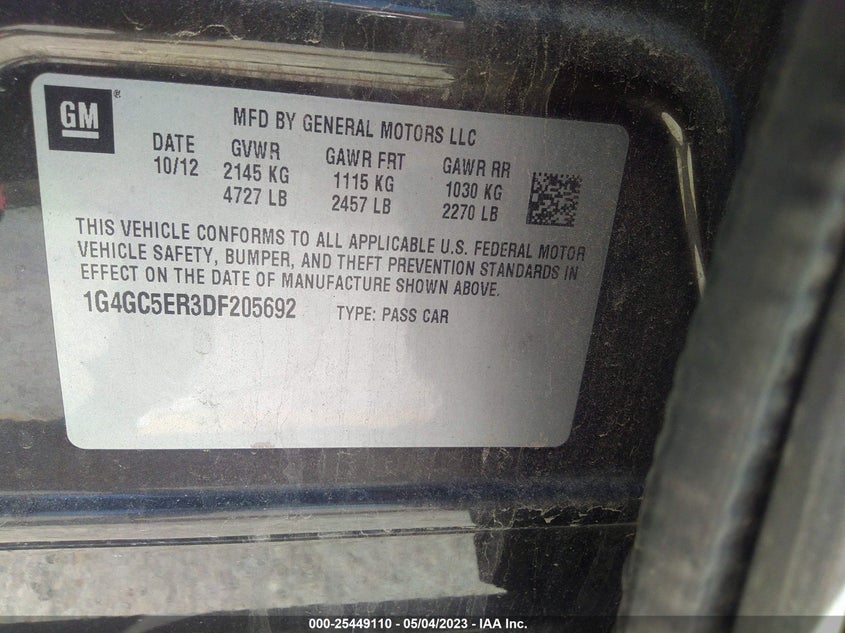 GM®
MFD BY GENERAL MOTORS LLC
DATE GVWR GAWR FRT GAWR RR
10/12 2145 KG 1115 KG 1030 KG
4727 LB 2457 LB 2270 LB
THIS VEHICLE CONFORMS TO ALL APPLICABLE U.S. FEDERAL MOTOR
VEHICLE SAFETY, BUMPER, AND THEFT PREVENTION STANDARDS IN
EFFECT ON THE DATE OF MANUFACTURE SHOWN ABOVE.
1G4GC5ER3DF205692 TYPE: PASS CAR
000-25449110 - 05/04/2023 - IAA Inc.